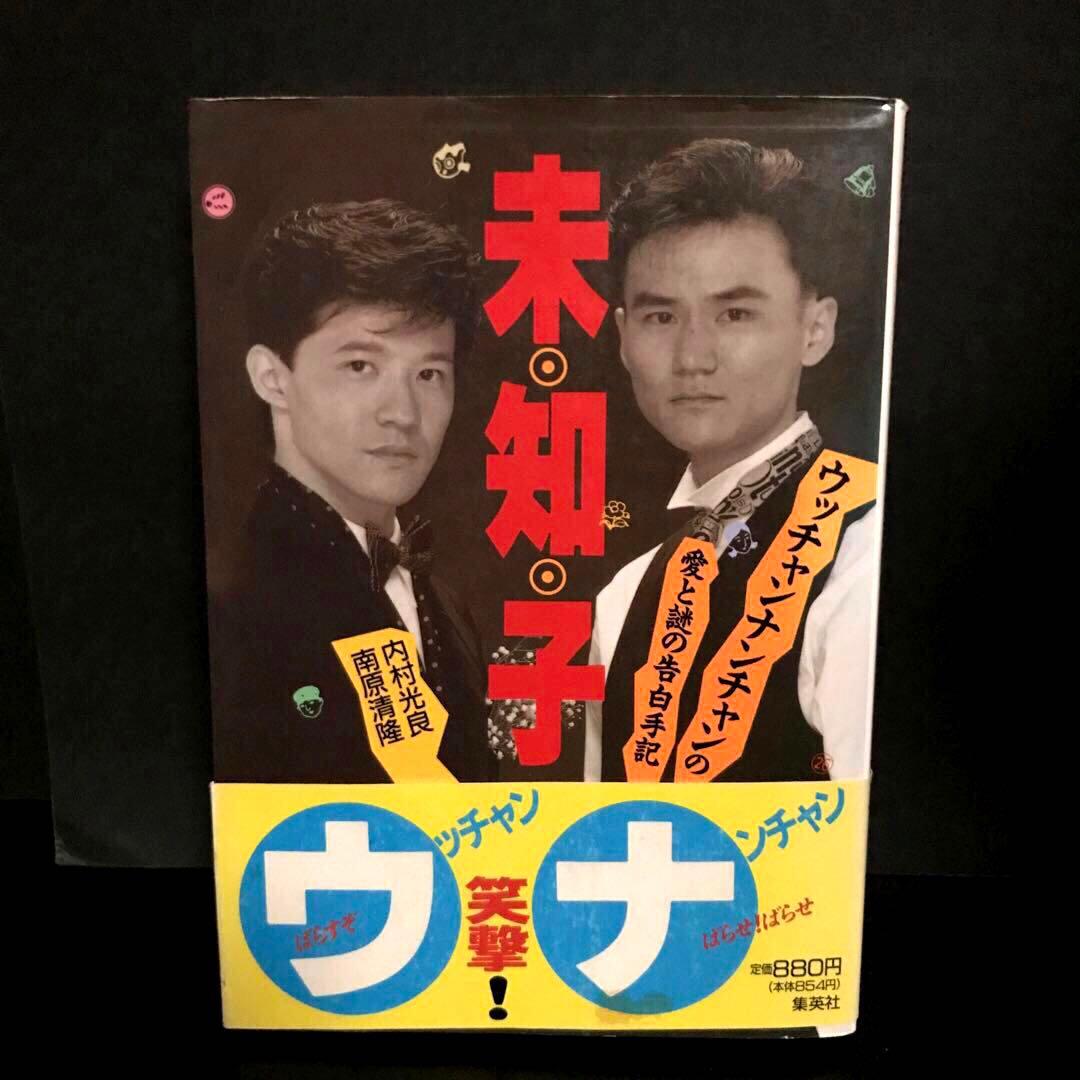 未・知・子
ウッチャンナンチャンの
愛と謎の告白手記
内村光良
南原清隆
ウッチャン
ナンチャン
笑撃!
ばらすぞ
ばらせ!ばらせ
定価880円
(本体854円)
集英社